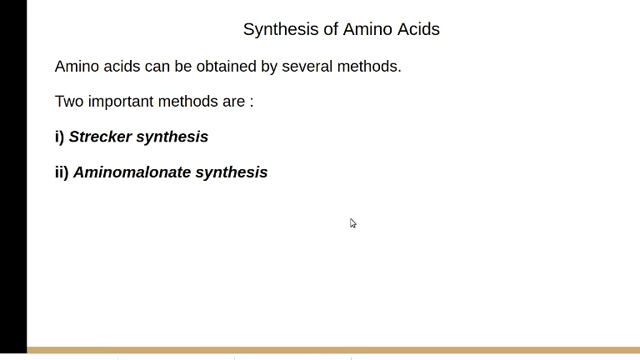 Synthesis of Amino Acids
Amino acids can be obtained by several methods.
Two important methods are :
i) Strecker synthesis
ii) Aminomalonate synthesis